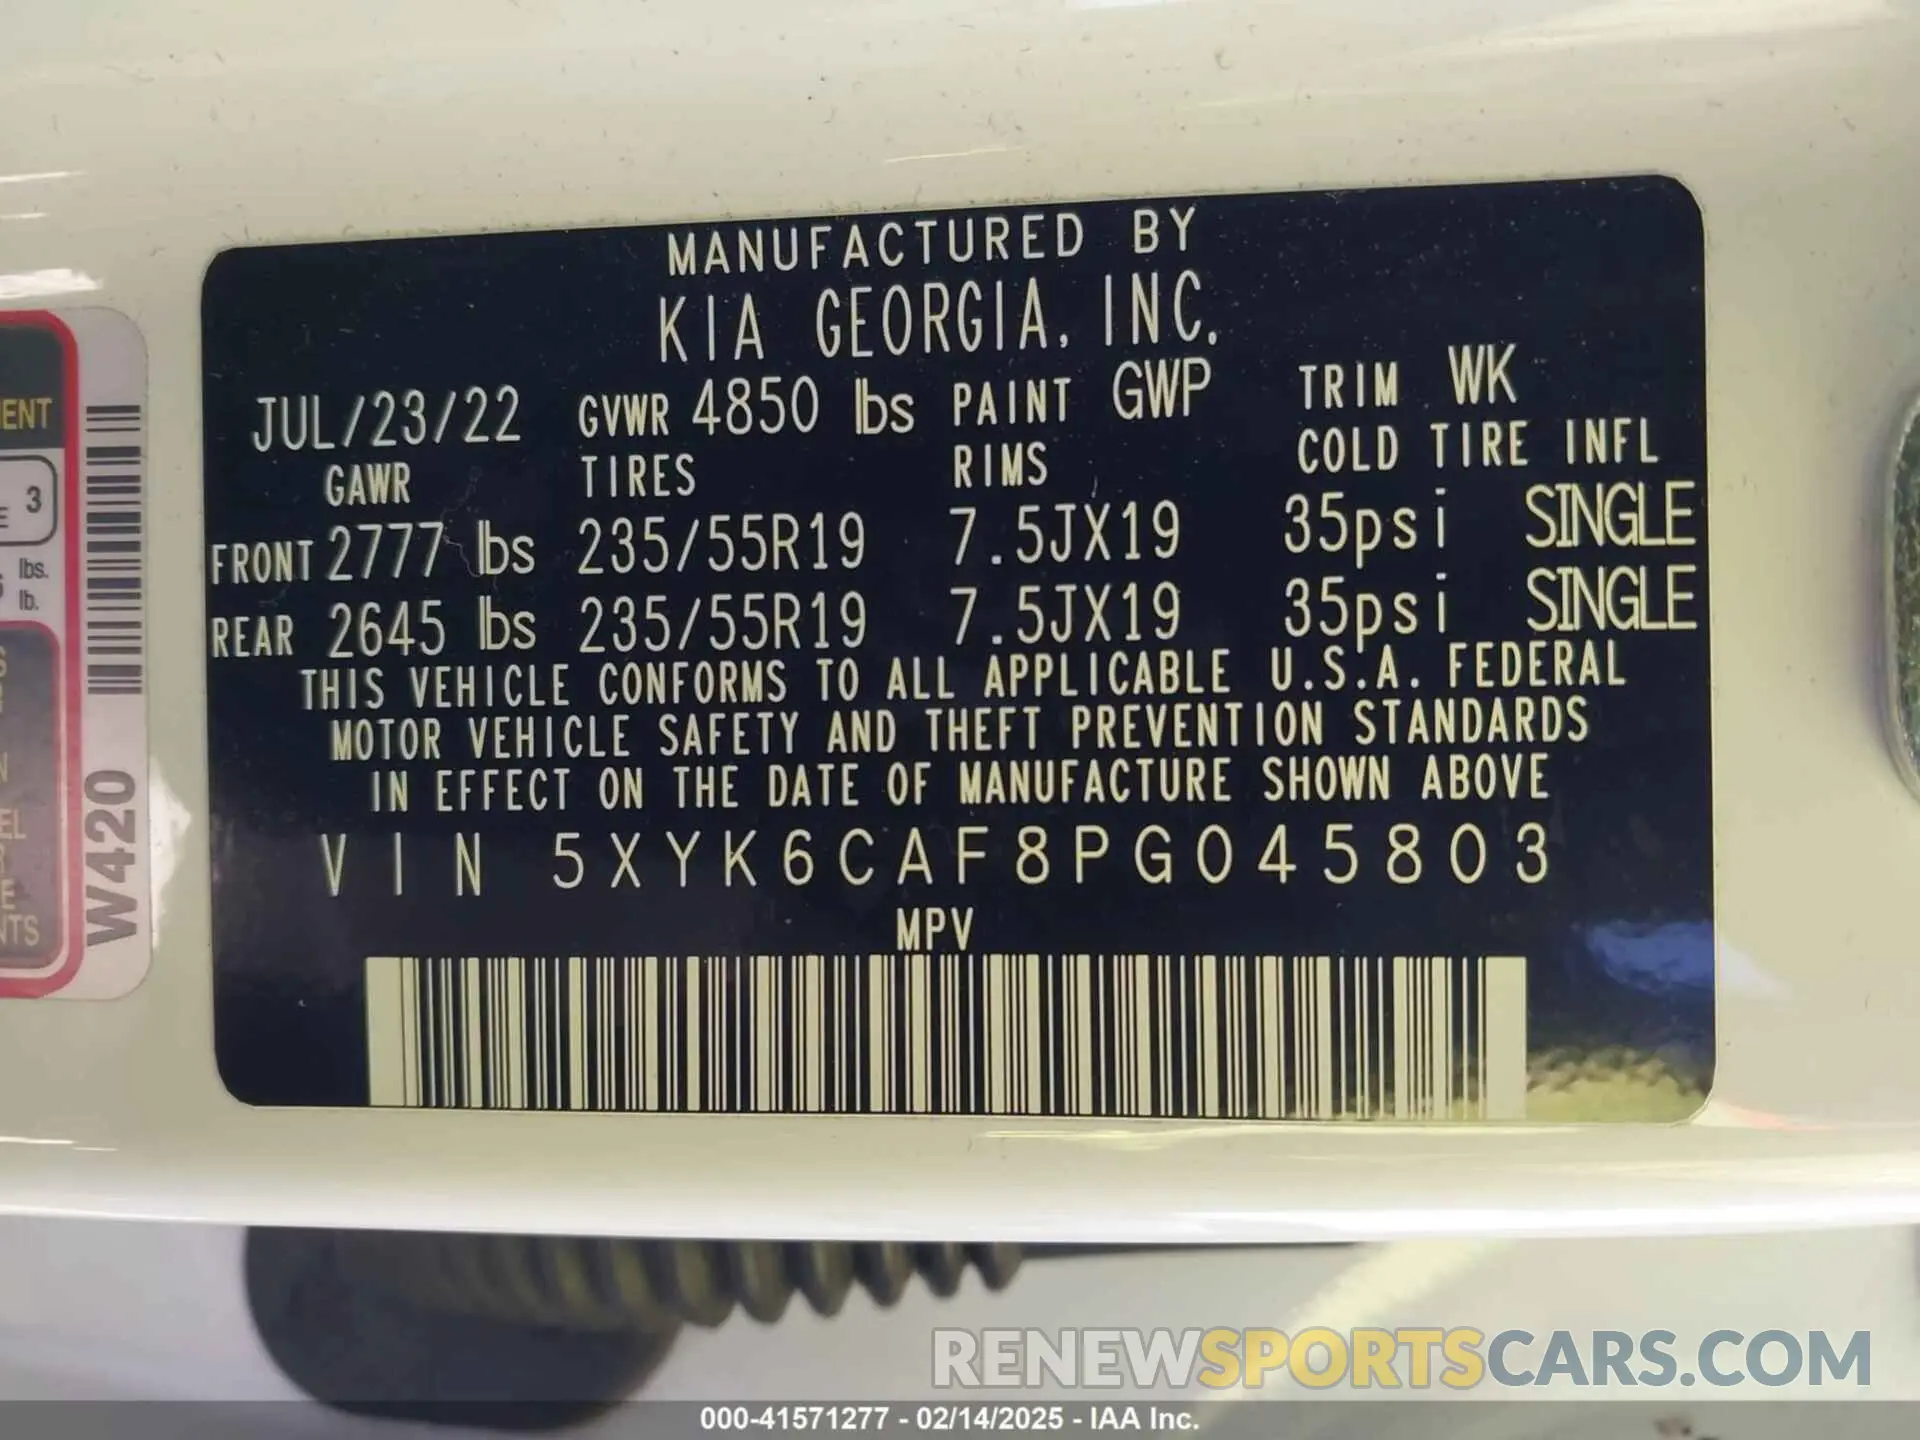 MANUFACTURED BY
KIA GEORGIA, INC.
JUL/23/22 GVWR 4850 lbs PAINT GWP TRIM WK
GAWR TIRES RIMS COLD TIRE INFL
FRONT 2777 lbs 235/55R19 7.5JX19 35psi SINGLE
REAR 2645 lbs 235/55R19 7.5JX19 35psi SINGLE
THIS VEHICLE CONFORMS TO ALL APPLICABLE U.S.A. FEDERAL
MOTOR VEHICLE SAFETY AND THEFT PREVENTION STANDARDS
IN EFFECT ON THE DATE OF MANUFACTURE SHOWN ABOVE
VIN 5XYK6CAF8PG045803
MPV
3
lbs.
lb.
W420
RENEWSPORTSCARS.COM
000-41571277 - 02/14/2025 - IAA Inc.